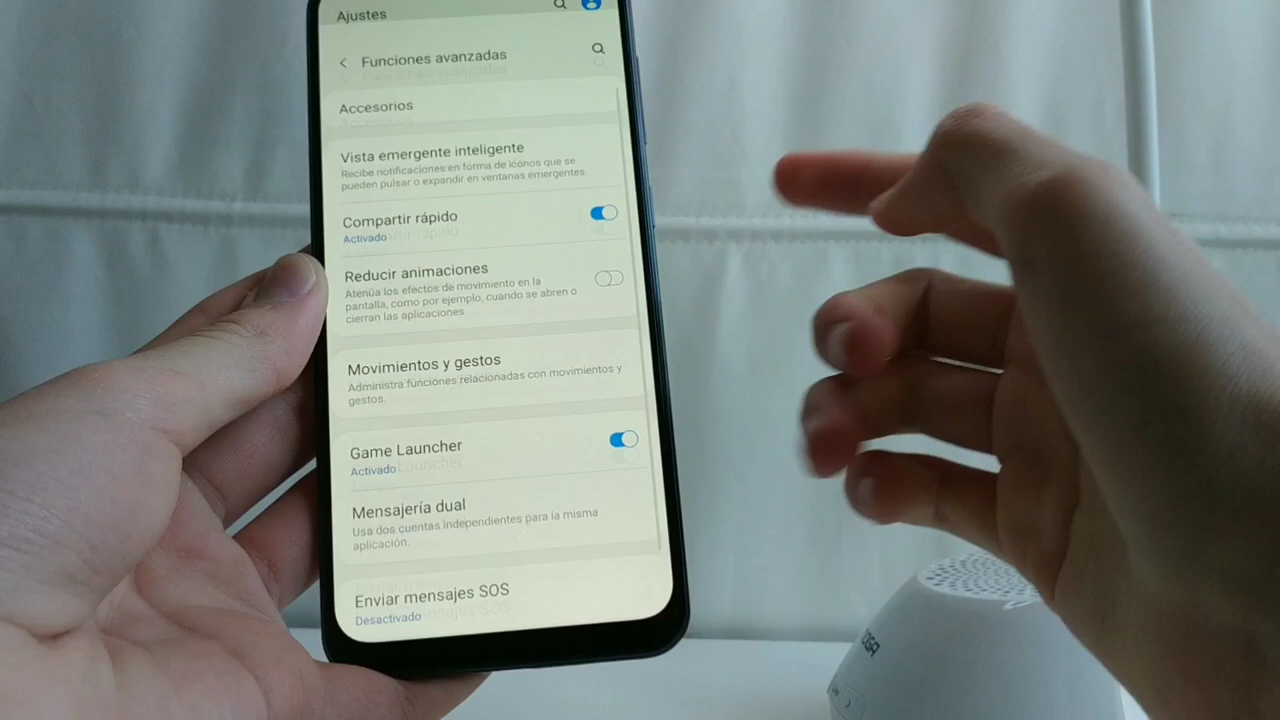 Ajustes
Funciones avanzadas
Accesorios
Vista emergente inteligente
Recibe notificaciones en forma de iconos que se
pueden pulsar o expandir en ventanas emergentes.
Compartir rápido
Activado
Reducir animaciones
Atenúa los efectos de movimiento en la
pantalla, como por ejemplo, cuando se abren o
cierran las aplicaciones.
Movimientos y gestos
Administra funciones relacionadas con movimientos y
gestos.
Game Launcher
Activado
Mensajería dual
Usa dos cuentas independientes para la misma
aplicación.
Enviar mensajes SOS
Desactivado